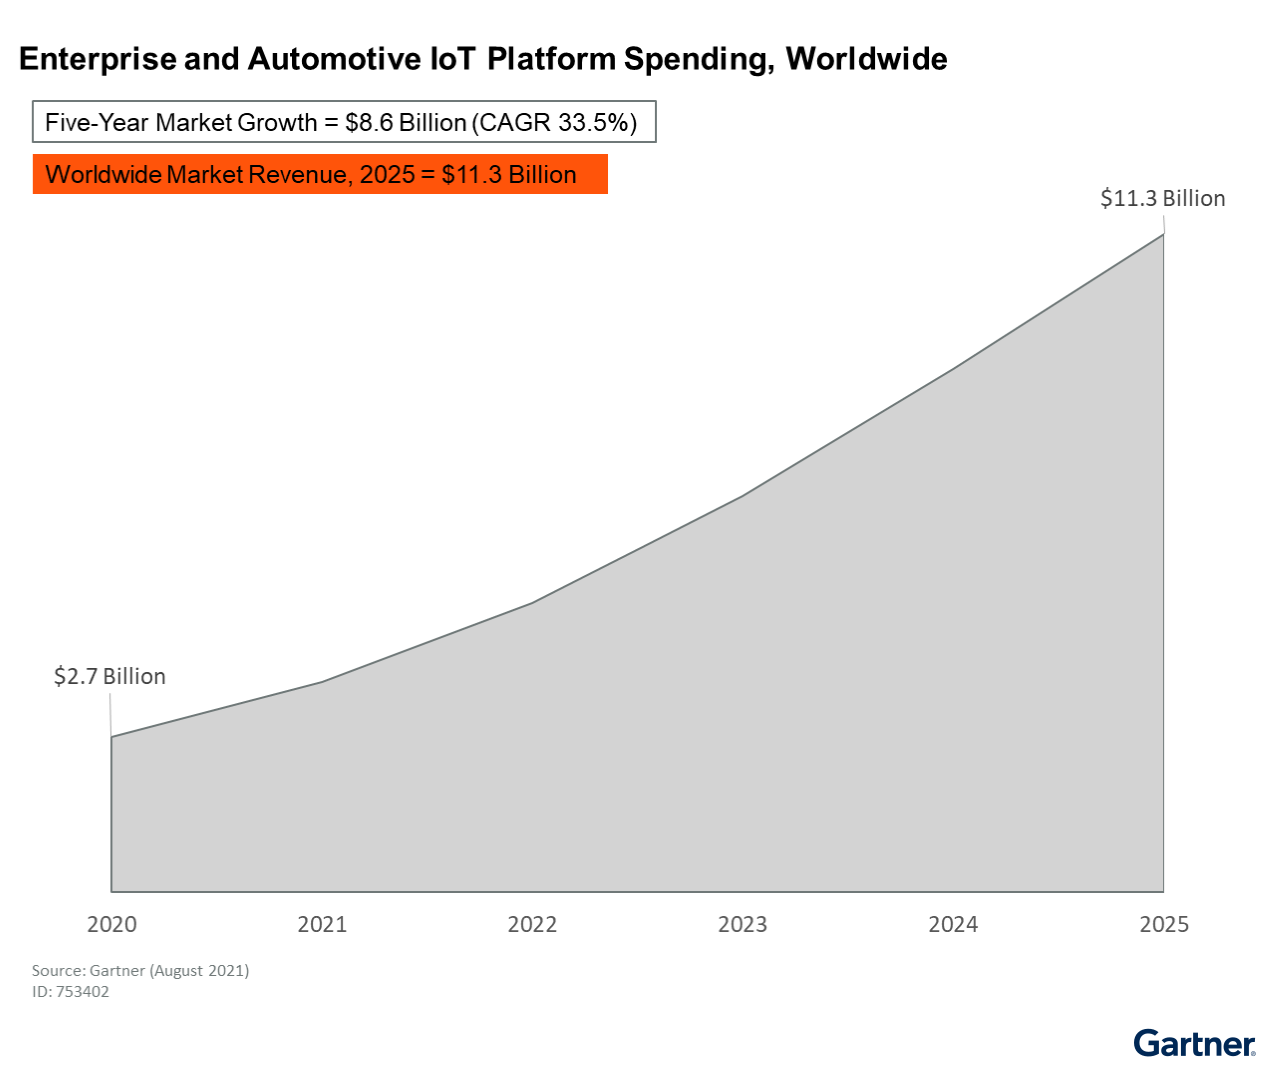 Enterprise and Automotive IoT Platform Spending, Worldwide
Five-Year Market Growth = $8.6 Billion (CAGR 33.5%)
Worldwide Market Revenue, 2025 = $11.3 Billion
$11.3 Billion
$2.7 Billion
2020 2021 2022 2023 2024 2025
Source: Gartner (August 2021)
ID: 753402
Gartner